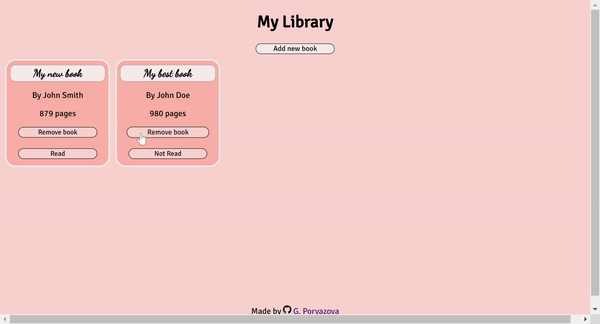 My Library
Add new book
My new book
By John Smith
879 pages
Remove book
Read
My best book
By John Doe
980 pages
Remove book
Not Read
Made by G. Poryazova